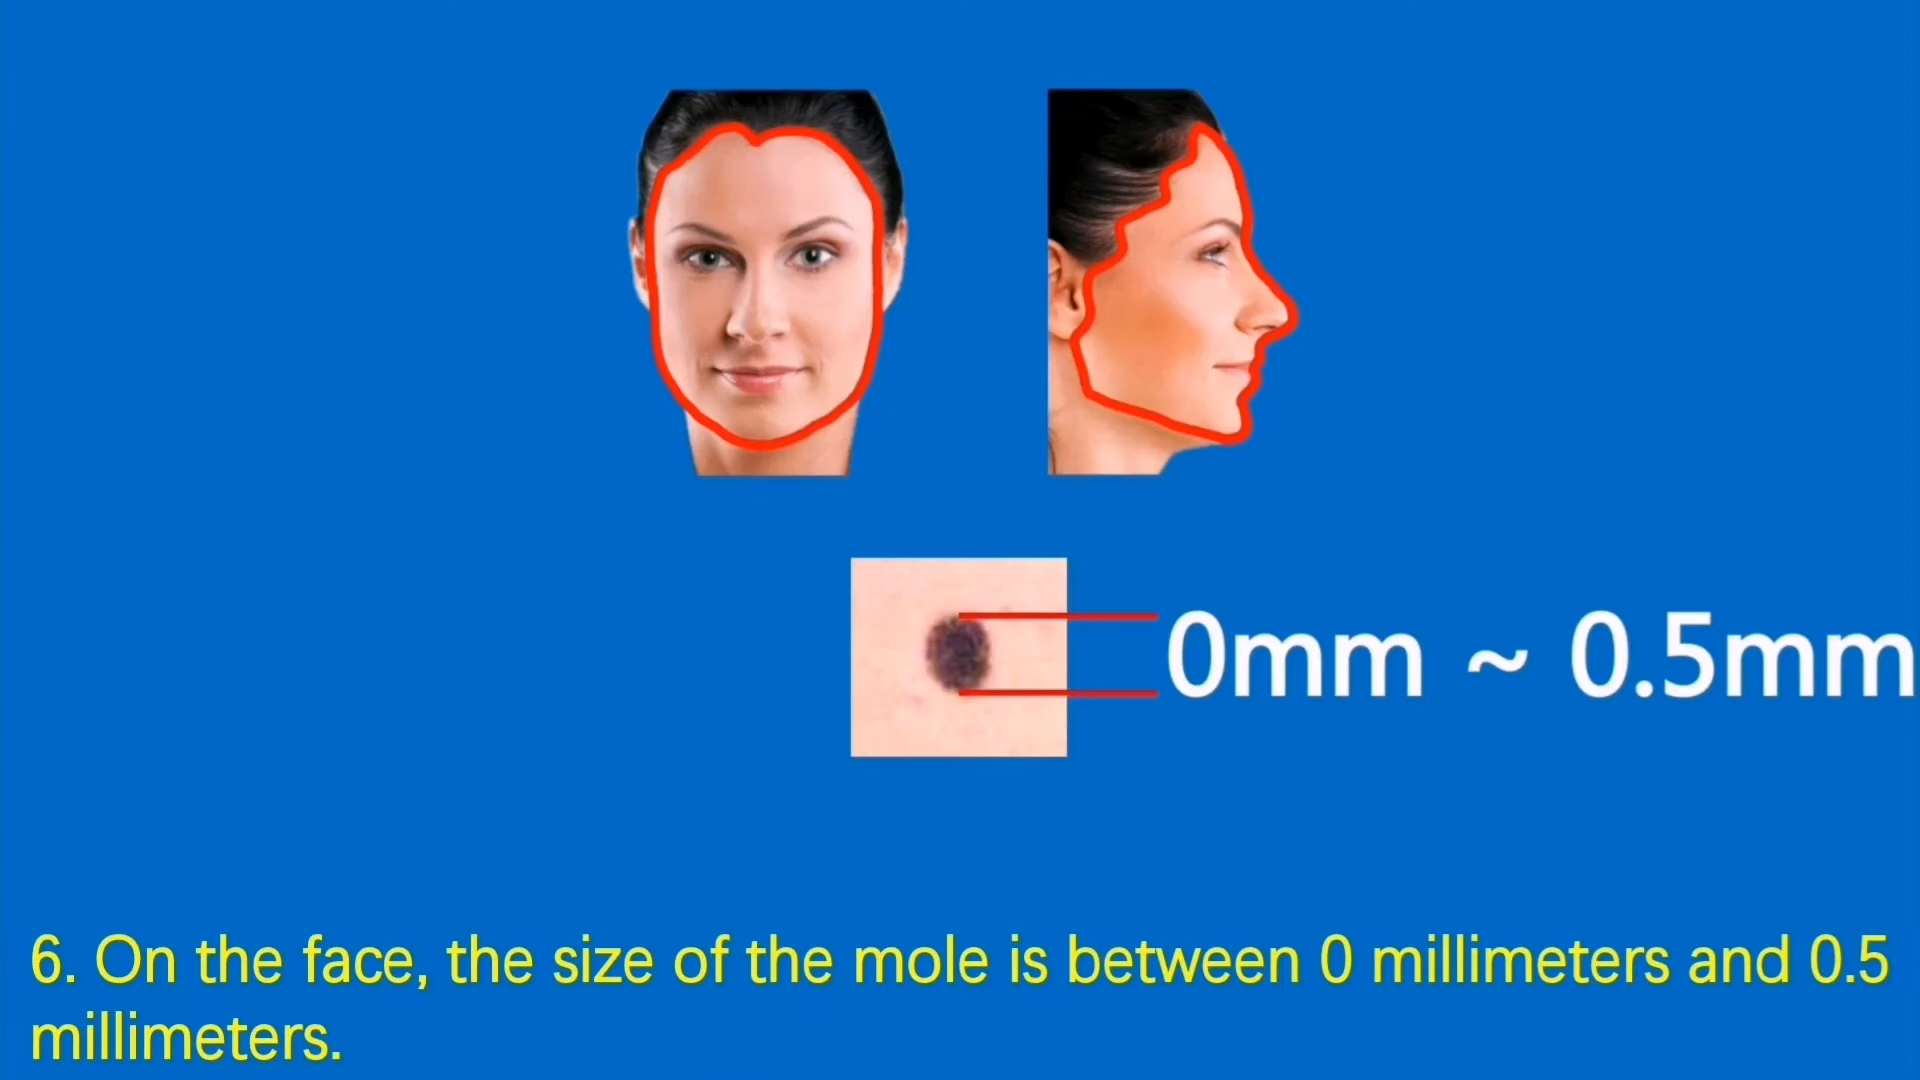 0mm ~ 0.5mm
6. On the face, the size of the mole is between 0 millimeters and 0.5
millimeters.